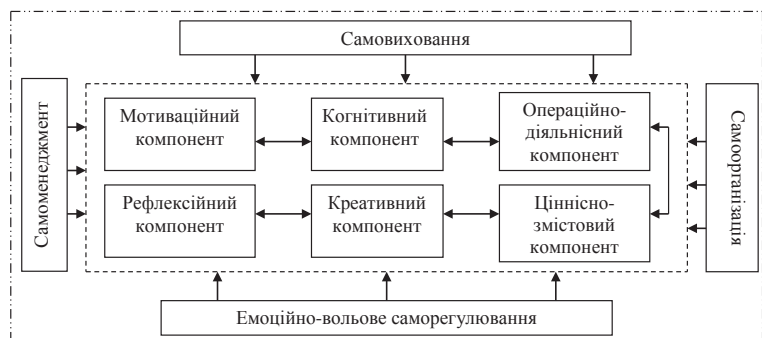 Самовиховання
Самоменеджмент
Мотиваційний
компонент
Когнітивний
компонент
Операційно-
діяльнісний
компонент
Рефлексійний
компонент
Креативний
компонент
Ціннісно-
змістовий
компонент
Самоорганізація
Емоційно-вольове саморегулювання